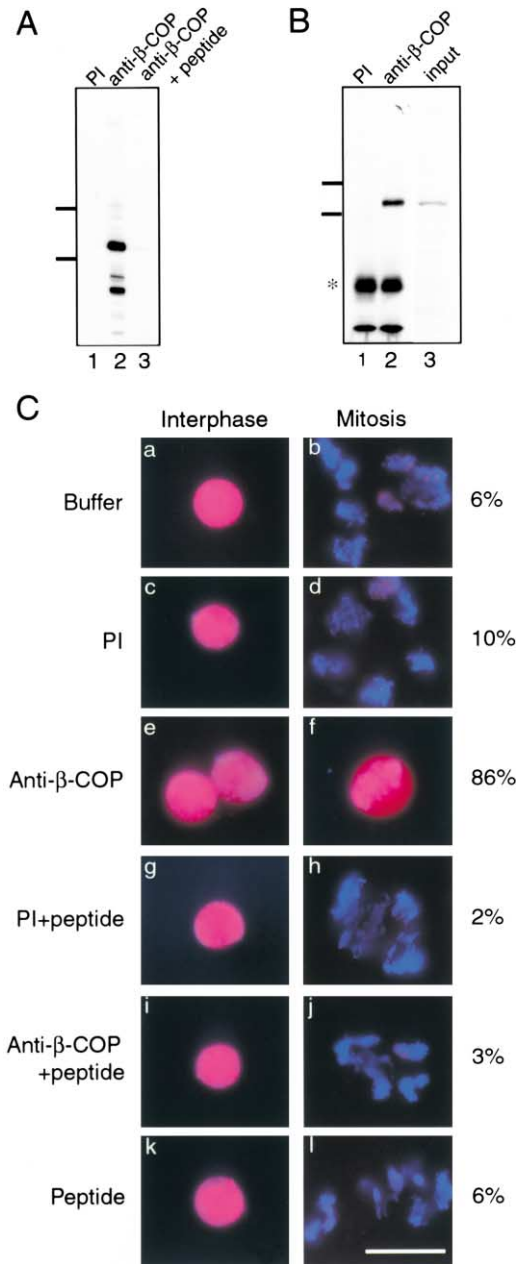 A
PI
anti-β-COP
anti-β-COP
+ peptide
1 2 3
B
PI
anti-β-COP
input
*
1 2 3
C
Interphase Mitosis
Buffer
a
b
6%
PI
c
d
10%
Anti-β-COP
e
f
86%
PI+peptide
g
h
2%
Anti-β-COP
+peptide
i
j
3%
Peptide
k
l
6%